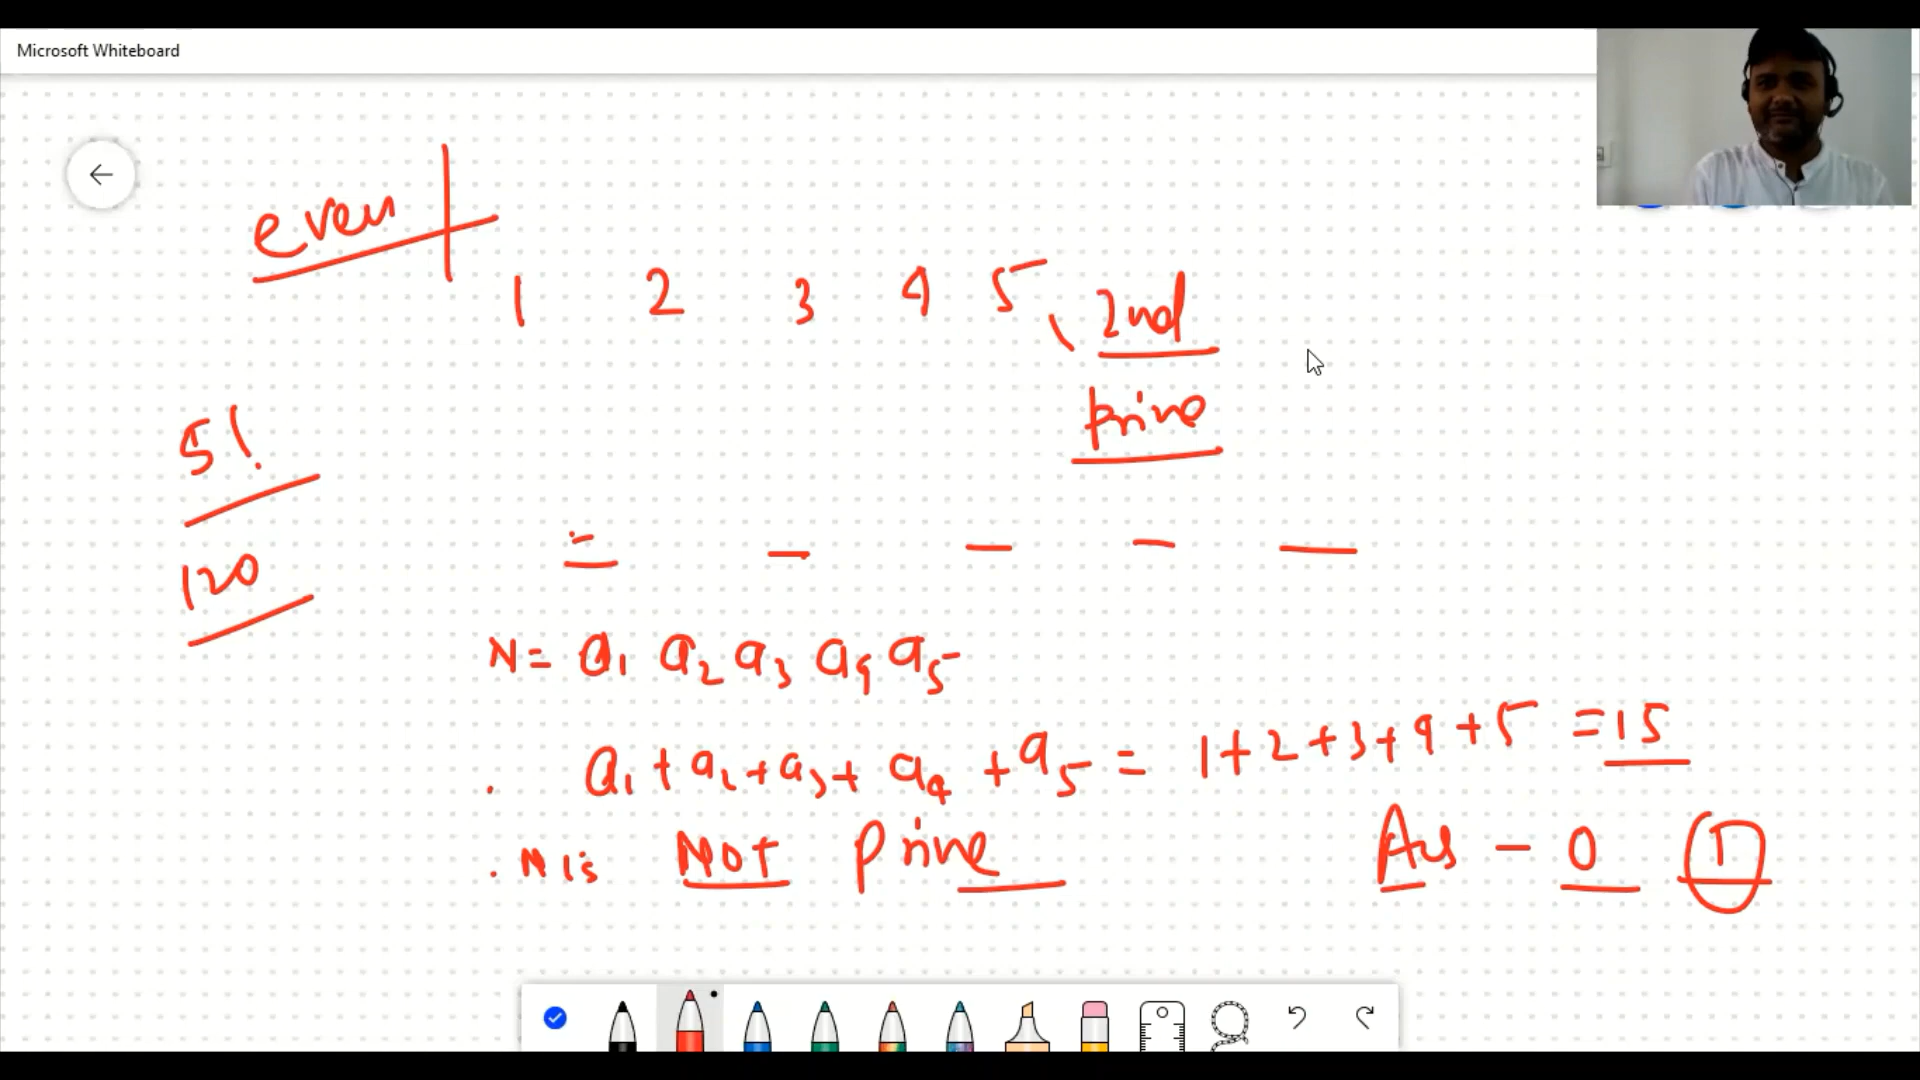 Microsoft Whiteboard
even
1 2 3 4 5, 2nd
prime
5!
120
N = a1 a2 a3 a4 a5
a1 + a2 + a3 + a4 + a5 = 1+2+3+4+5 = 15
. N is Not prime
Ans - 0 1